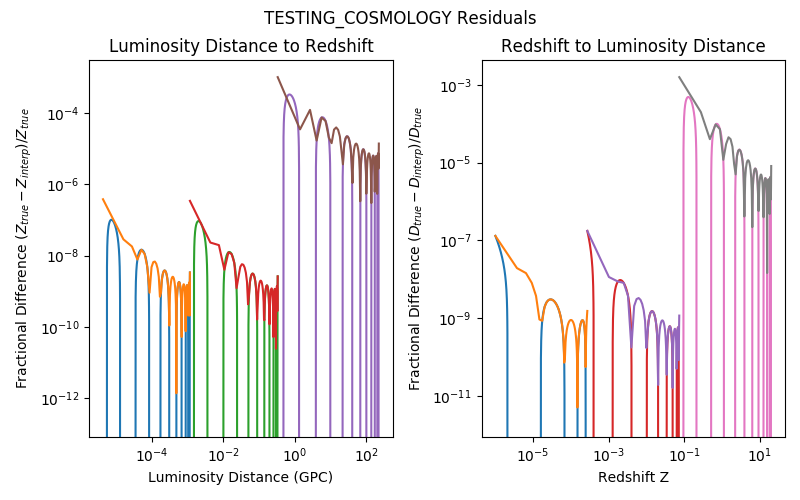 TESTING_COSMOLOGY Residuals
Luminosity Distance to Redshift
Redshift to Luminosity Distance
Fractional Difference (Z_true − Z_interp)/Z_true
10^−4
10^−6
10^−8
10^−10
10^−12
10^−4 10^−2 10^0 10^2
Luminosity Distance (GPC)
Fractional Difference (D_true − D_interp)/D_true
10^−3
10^−5
10^−7
10^−9
10^−11
10^−5 10^−3 10^−1 10^1
Redshift Z